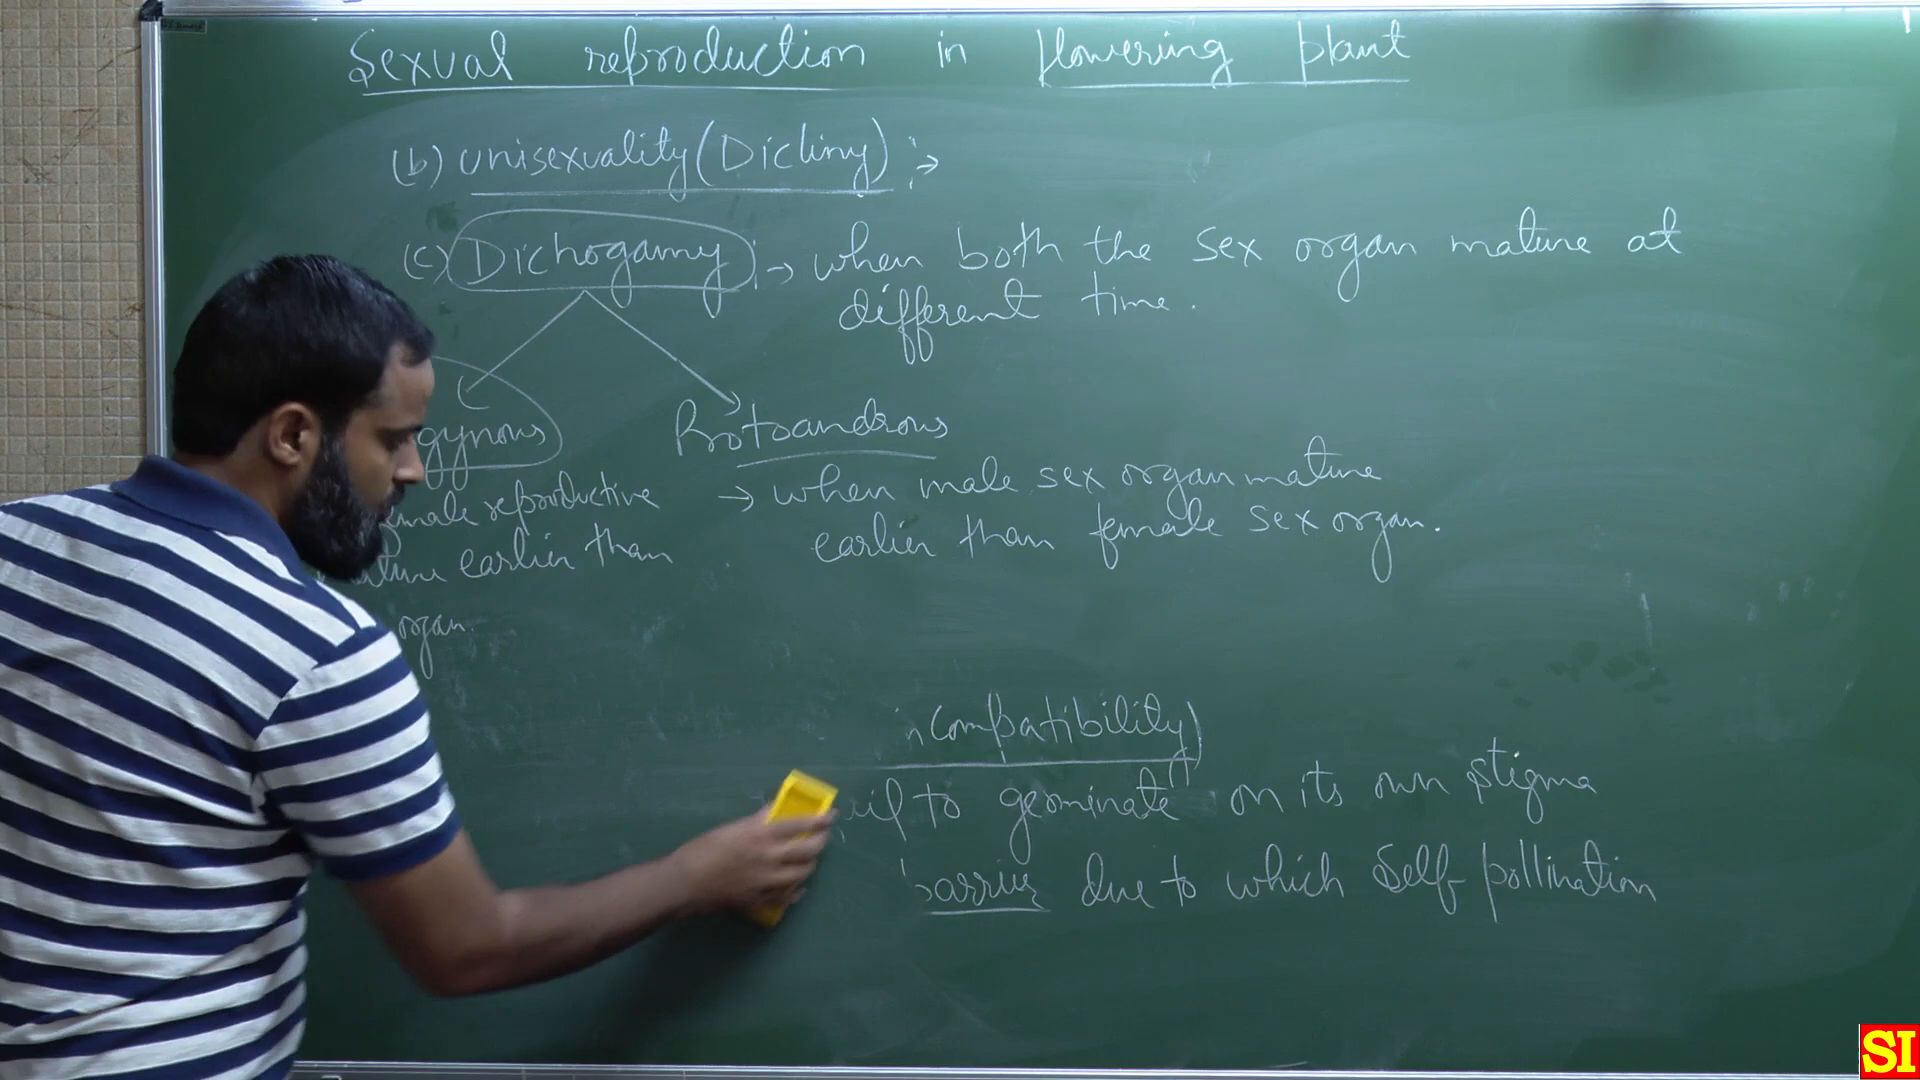 Sexual reproduction in flowering plant
(b) Unisexuality (Dicliny) :→
(c) Dichogamy :→ when both the sex organ mature at
different time.
gynous Protoandrous
female reproductive → when male sex organ mature
mature earlier than earlier than female sex organ.
organ.
incompatibility)
fail to germinate on its own stigma
barrier due to which Self pollination
SI